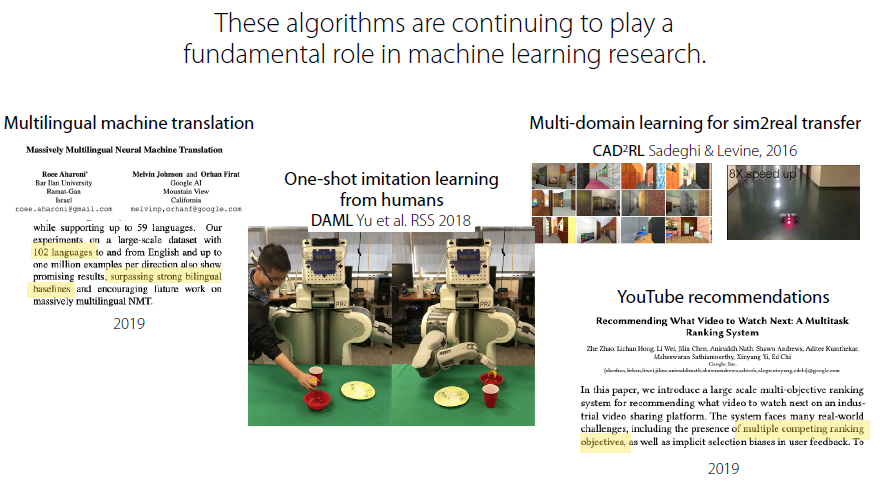 These algorithms are continuing to play a
fundamental role in machine learning research.
Multilingual machine translation
Massively Multilingual Neural Machine Translation
Roee Aharoni*
Bar Ilan University
Ramat-Gan
Israel
roee.aharoni@gmail.com
Melvin Johnson and Orhan Firat
Google AI
Mountain View
California
melvinp,orhanf@google.com
while supporting up to 59 languages. Our
experiments on a large-scale dataset with
102 languages to and from English and up to
one million examples per direction also show
promising results, surpassing strong bilingual
baselines and encouraging future work on
massively multilingual NMT.
2019
One-shot imitation learning
from humans
DAML Yu et al. RSS 2018
PR2
Multi-domain learning for sim2real transfer
CAD²RL Sadeghi & Levine, 2016
8X speed up
YouTube recommendations
Recommending What Video to Watch Next: A Multitask
Ranking System
Zhe Zhao, Lichan Hong, Li Wei, Jilin Chen, Aniruddh Nath, Shawn Andrews, Aditee Kumthekar,
Maheswaran Sathiamoorthy, Xinyang Yi, Ed Chi
Google, Inc.
In this paper, we introduce a large scale multi-objective ranking
system for recommending what video to watch next on an indus-
trial video sharing platform. The system faces many real-world
challenges, including the presence of multiple competing ranking
objectives, as well as implicit selection biases in user feedback. To
2019